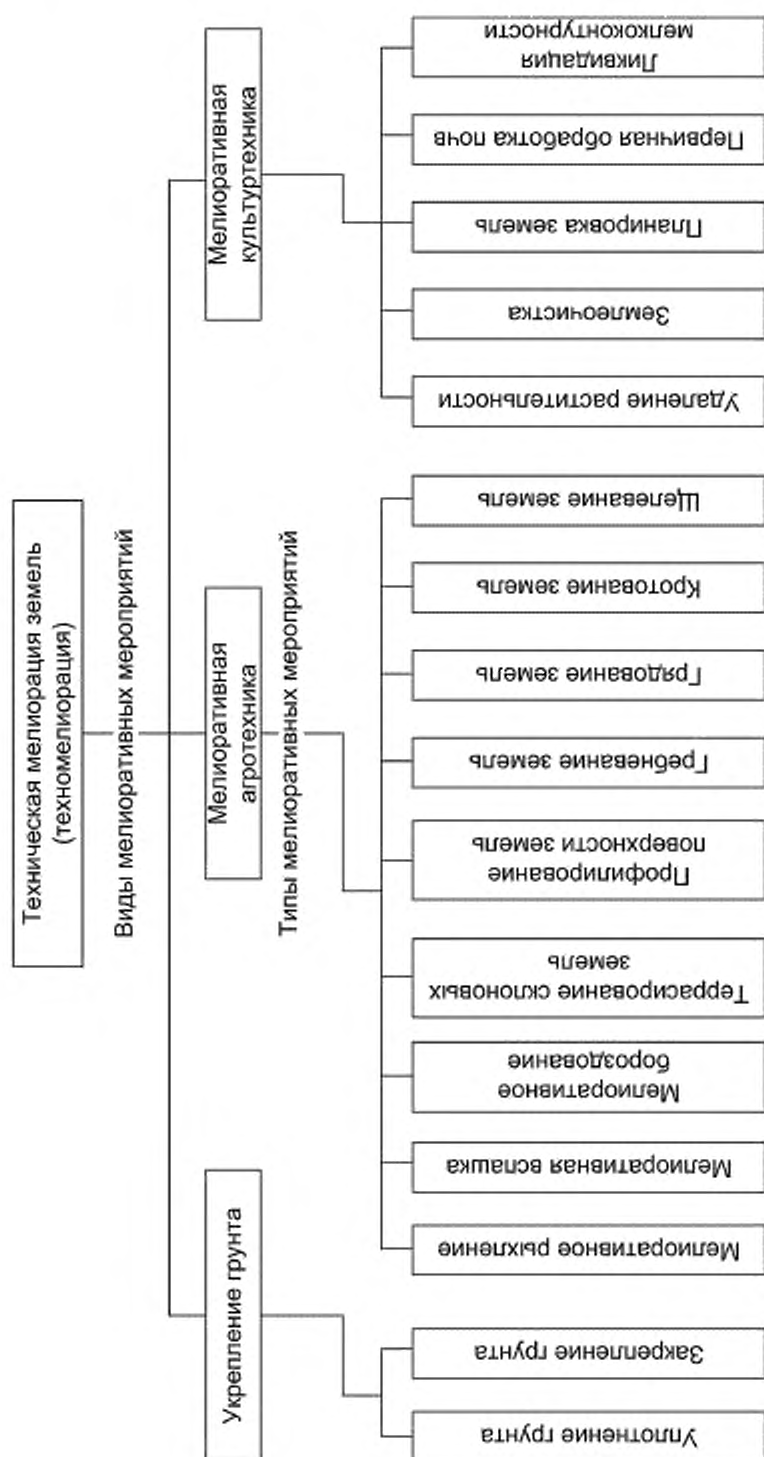 Техническая мелиорация земель
(техномелиорация)
Виды мелиоративных мероприятий
Укрепление грунта
Мелиоративная
агротехника
Мелиоративная
культуртехника
Типы мелиоративных мероприятий
Уплотнение грунта
Закрепление грунта
Мелиоративное рыхление
Мелиоративная вспашка
Мелиоративное
бороздование
Террасирование склоновых
земель
Профилирование
поверхности земель
Гребневание земель
Грядование земель
Кротование земель
Щелевание земель
Удаление растительности
Землеочистка
Планировка земель
Первичная обработка почв
Ликвидация
мелкоконтурности